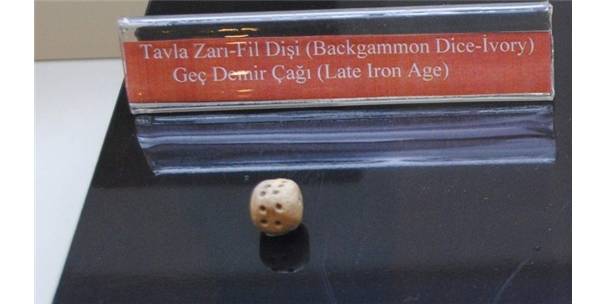 Tavla Zarı-Fil Dişi (Backgammon Dice-İvory)
Geç Demir Çağı (Late Iron Age)